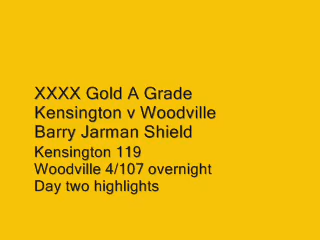 XXXX Gold A Grade
Kensington v Woodville
Barry Jarman Shield
Kensington 119
Woodville 4/107 overnight
Day two highlights